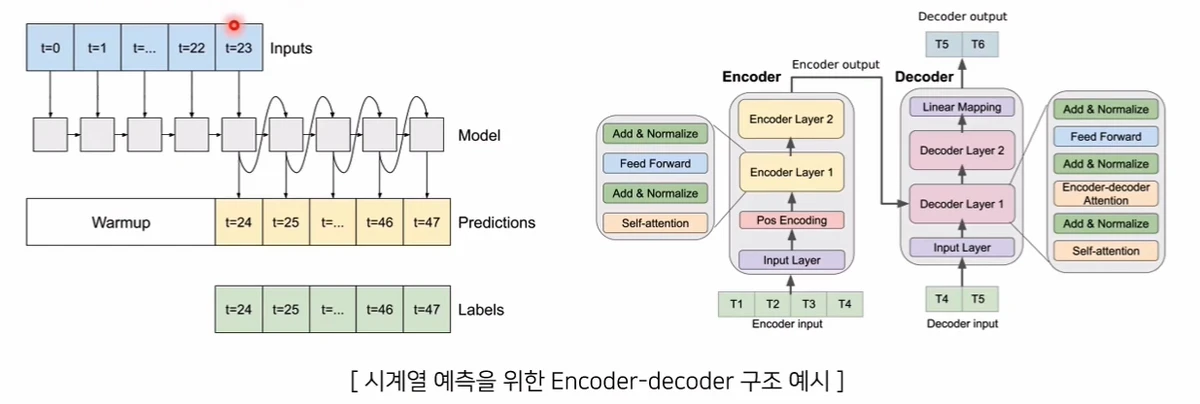 t=0 t=1 t=... t=22 t=23 Inputs
Model
Warmup t=24 t=25 t=... t=46 t=47 Predictions
t=24 t=25 t=... t=46 t=47 Labels
Encoder
Encoder output
Add & Normalize
Feed Forward
Add & Normalize
Self-attention
Encoder Layer 2
Encoder Layer 1
Pos Encoding
Input Layer
T1 T2 T3 T4
Encoder input
Decoder output
T5 T6
Decoder
Linear Mapping
Decoder Layer 2
Decoder Layer 1
Input Layer
T4 T5
Decoder input
Add & Normalize
Feed Forward
Add & Normalize
Encoder-decoder
Attention
Add & Normalize
Self-attention
[ 시계열 예측을 위한 Encoder-decoder 구조 예시 ]